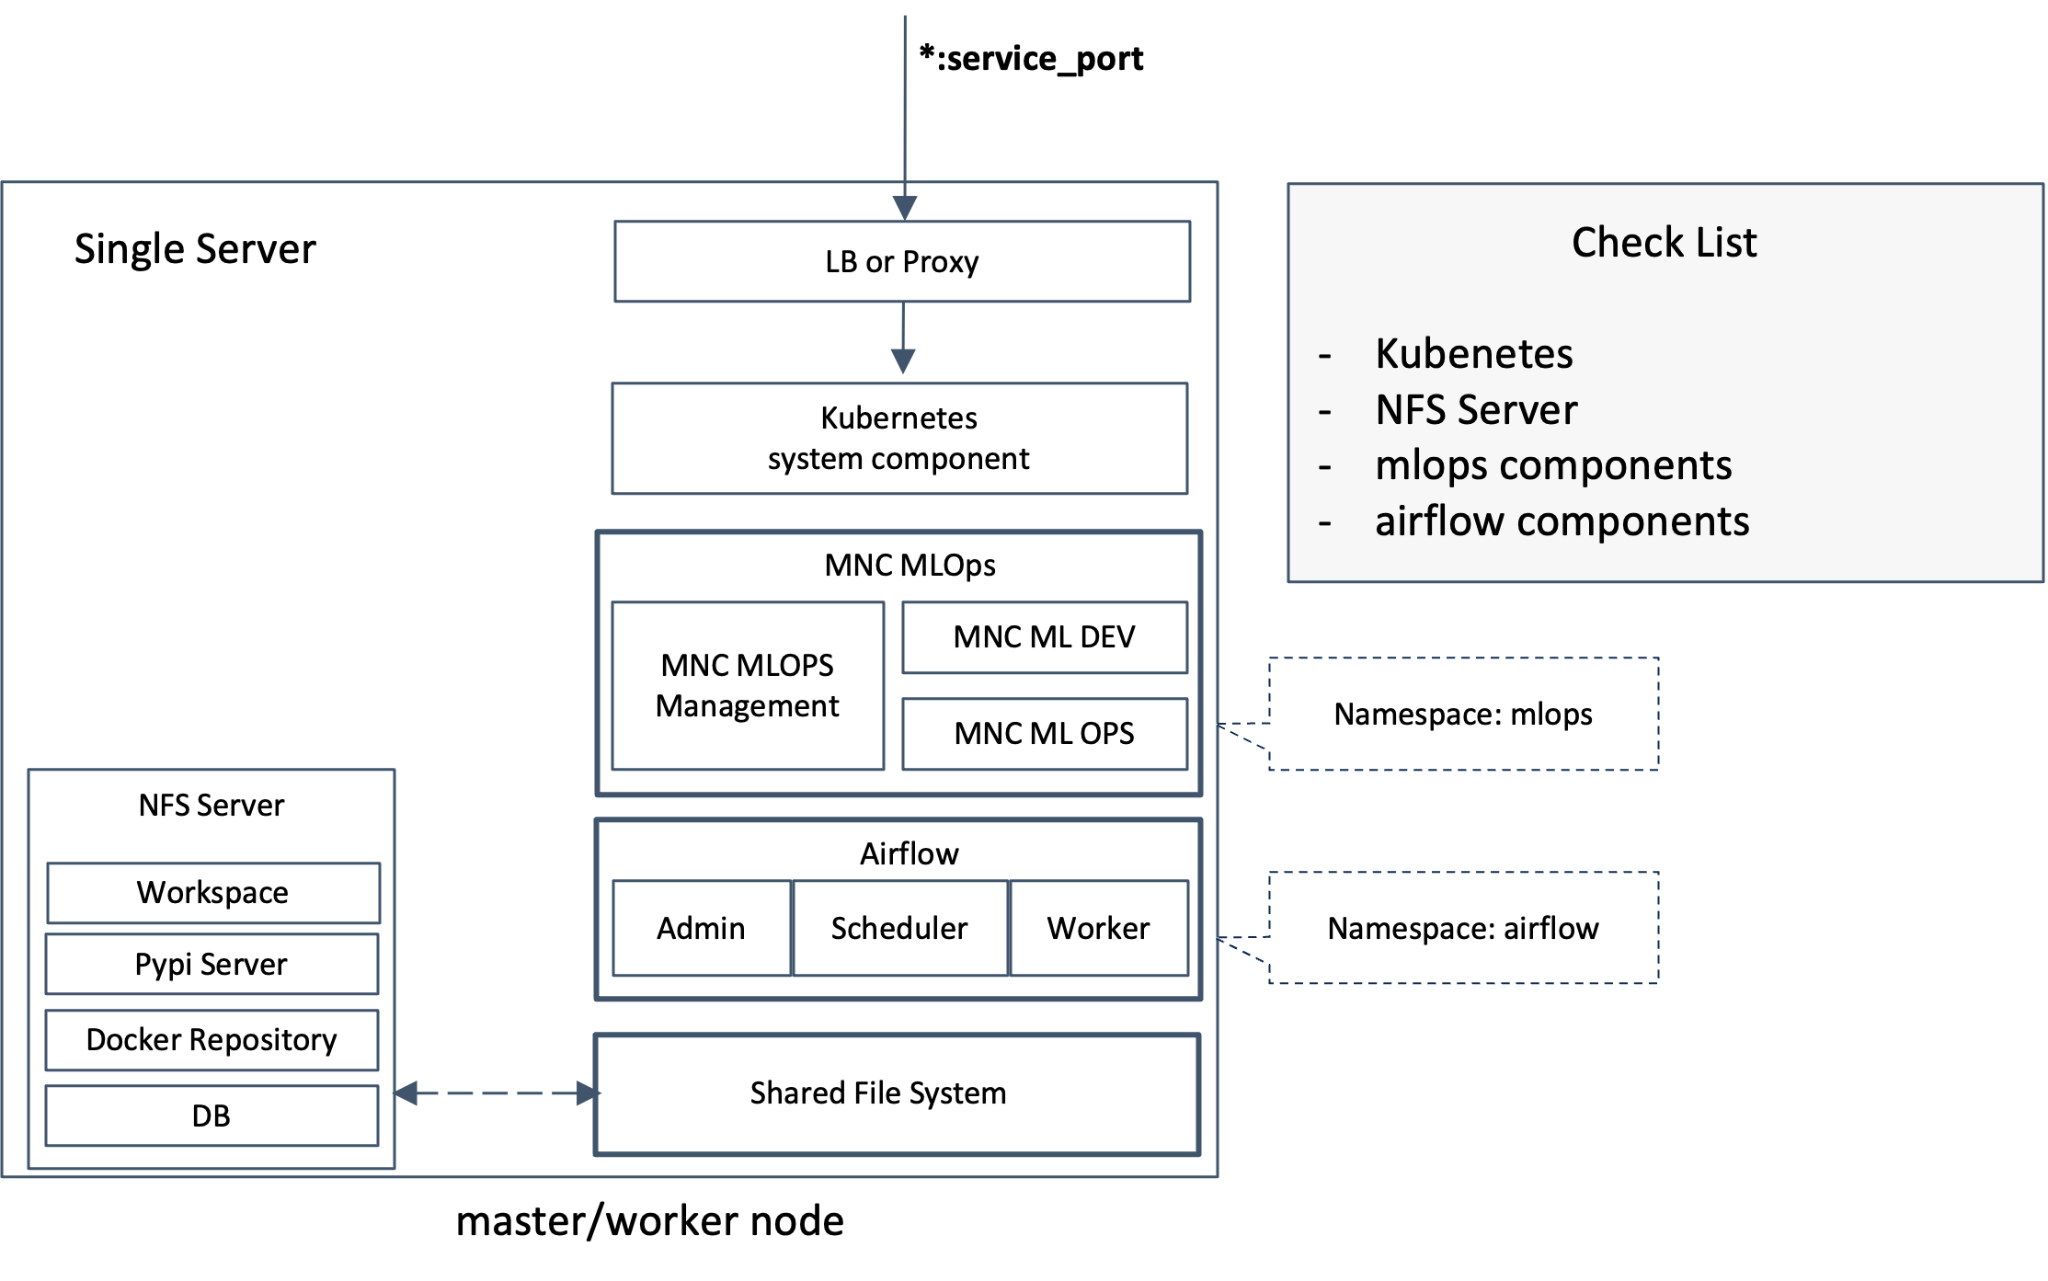 *:service_port
Single Server
LB or Proxy
Kubernetes
system component
MNC MLOps
MNC MLOPS
Management
MNC ML DEV
MNC ML OPS
Airflow
Admin
Scheduler
Worker
Shared File System
NFS Server
Workspace
Pypi Server
Docker Repository
DB
master/worker node
Check List
- Kubenetes
- NFS Server
- mlops components
- airflow components
Namespace: mlops
Namespace: airflow